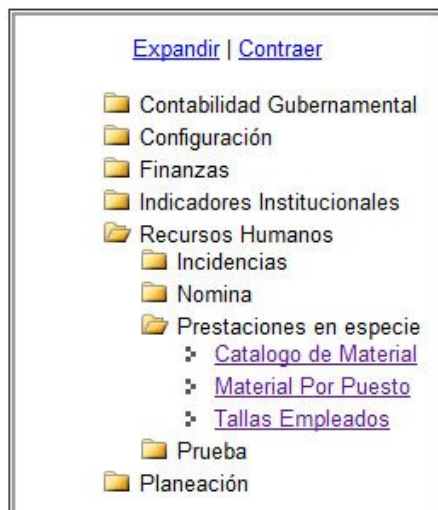 Expandir | Contraer
Contabilidad Gubernamental
Configuración
Finanzas
Indicadores Institucionales
Recursos Humanos
Incidencias
Nomina
Prestaciones en especie
Catalogo de Material
Material Por Puesto
Tallas Empleados
Prueba
Planeación